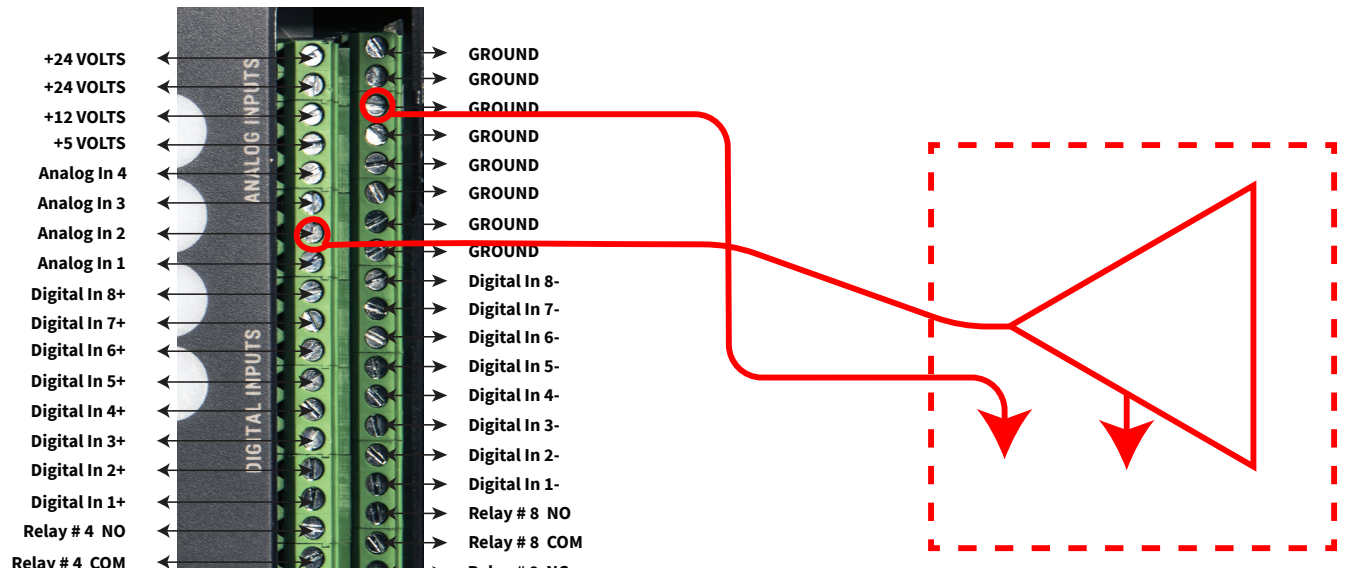 +24 VOLTS
+24 VOLTS
+12 VOLTS
+5 VOLTS
Analog In 4
Analog In 3
Analog In 2
Analog In 1
Digital In 8+
Digital In 7+
Digital In 6+
Digital In 5+
Digital In 4+
Digital In 3+
Digital In 2+
Digital In 1+
Relay # 4 NO
Relay # 4 COM
ANALOG INPUTS
DIGITAL INPUTS
GROUND
GROUND
GROUND
GROUND
GROUND
GROUND
GROUND
GROUND
Digital In 8-
Digital In 7-
Digital In 6-
Digital In 5-
Digital In 4-
Digital In 3-
Digital In 2-
Digital In 1-
Relay # 8 NO
Relay # 8 COM